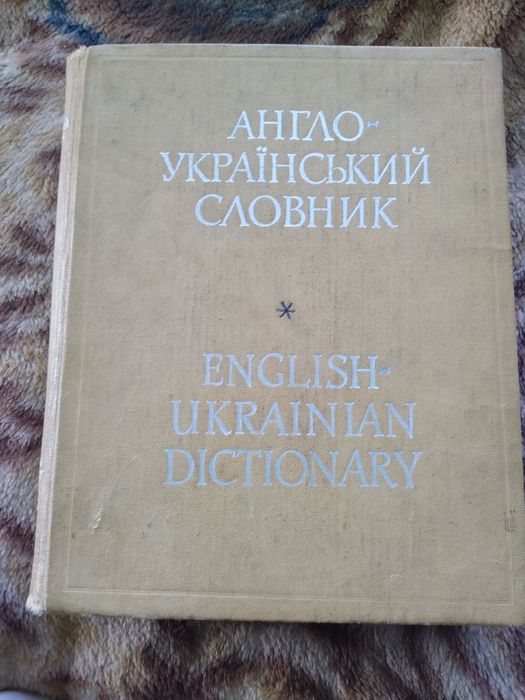 АНГЛО-
УКРАЇНСЬКИЙ
СЛОВНИК
*
ENGLISH-
UKRAINIAN
DICTIONARY